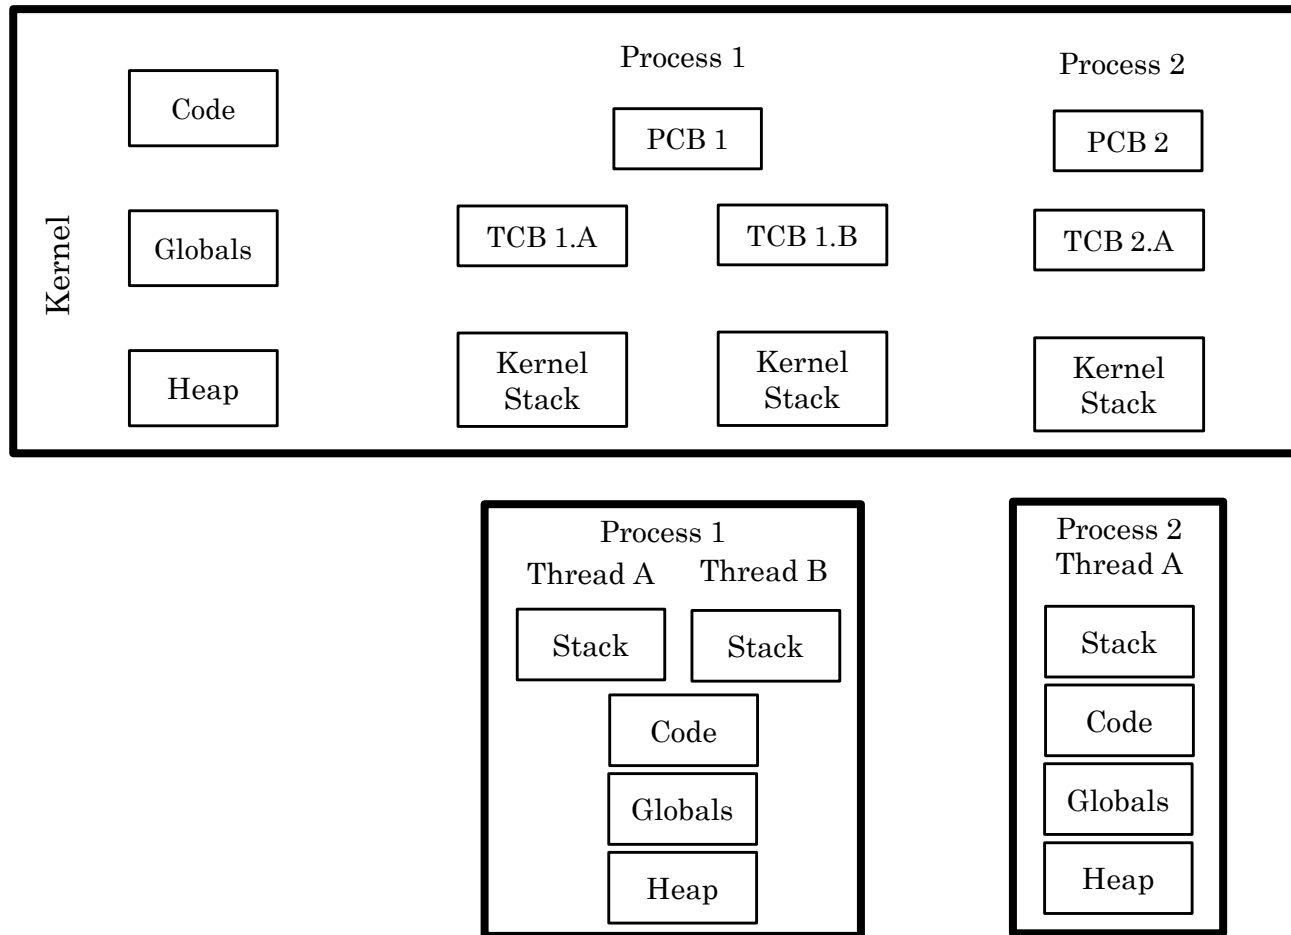 Kernel
Code
Globals
Heap
Process 1
PCB 1
TCB 1.A
TCB 1.B
Kernel
Stack
Kernel
Stack
Process 2
PCB 2
TCB 2.A
Kernel
Stack
Process 1
Thread A
Thread B
Stack
Stack
Code
Globals
Heap
Process 2
Thread A
Stack
Code
Globals
Heap